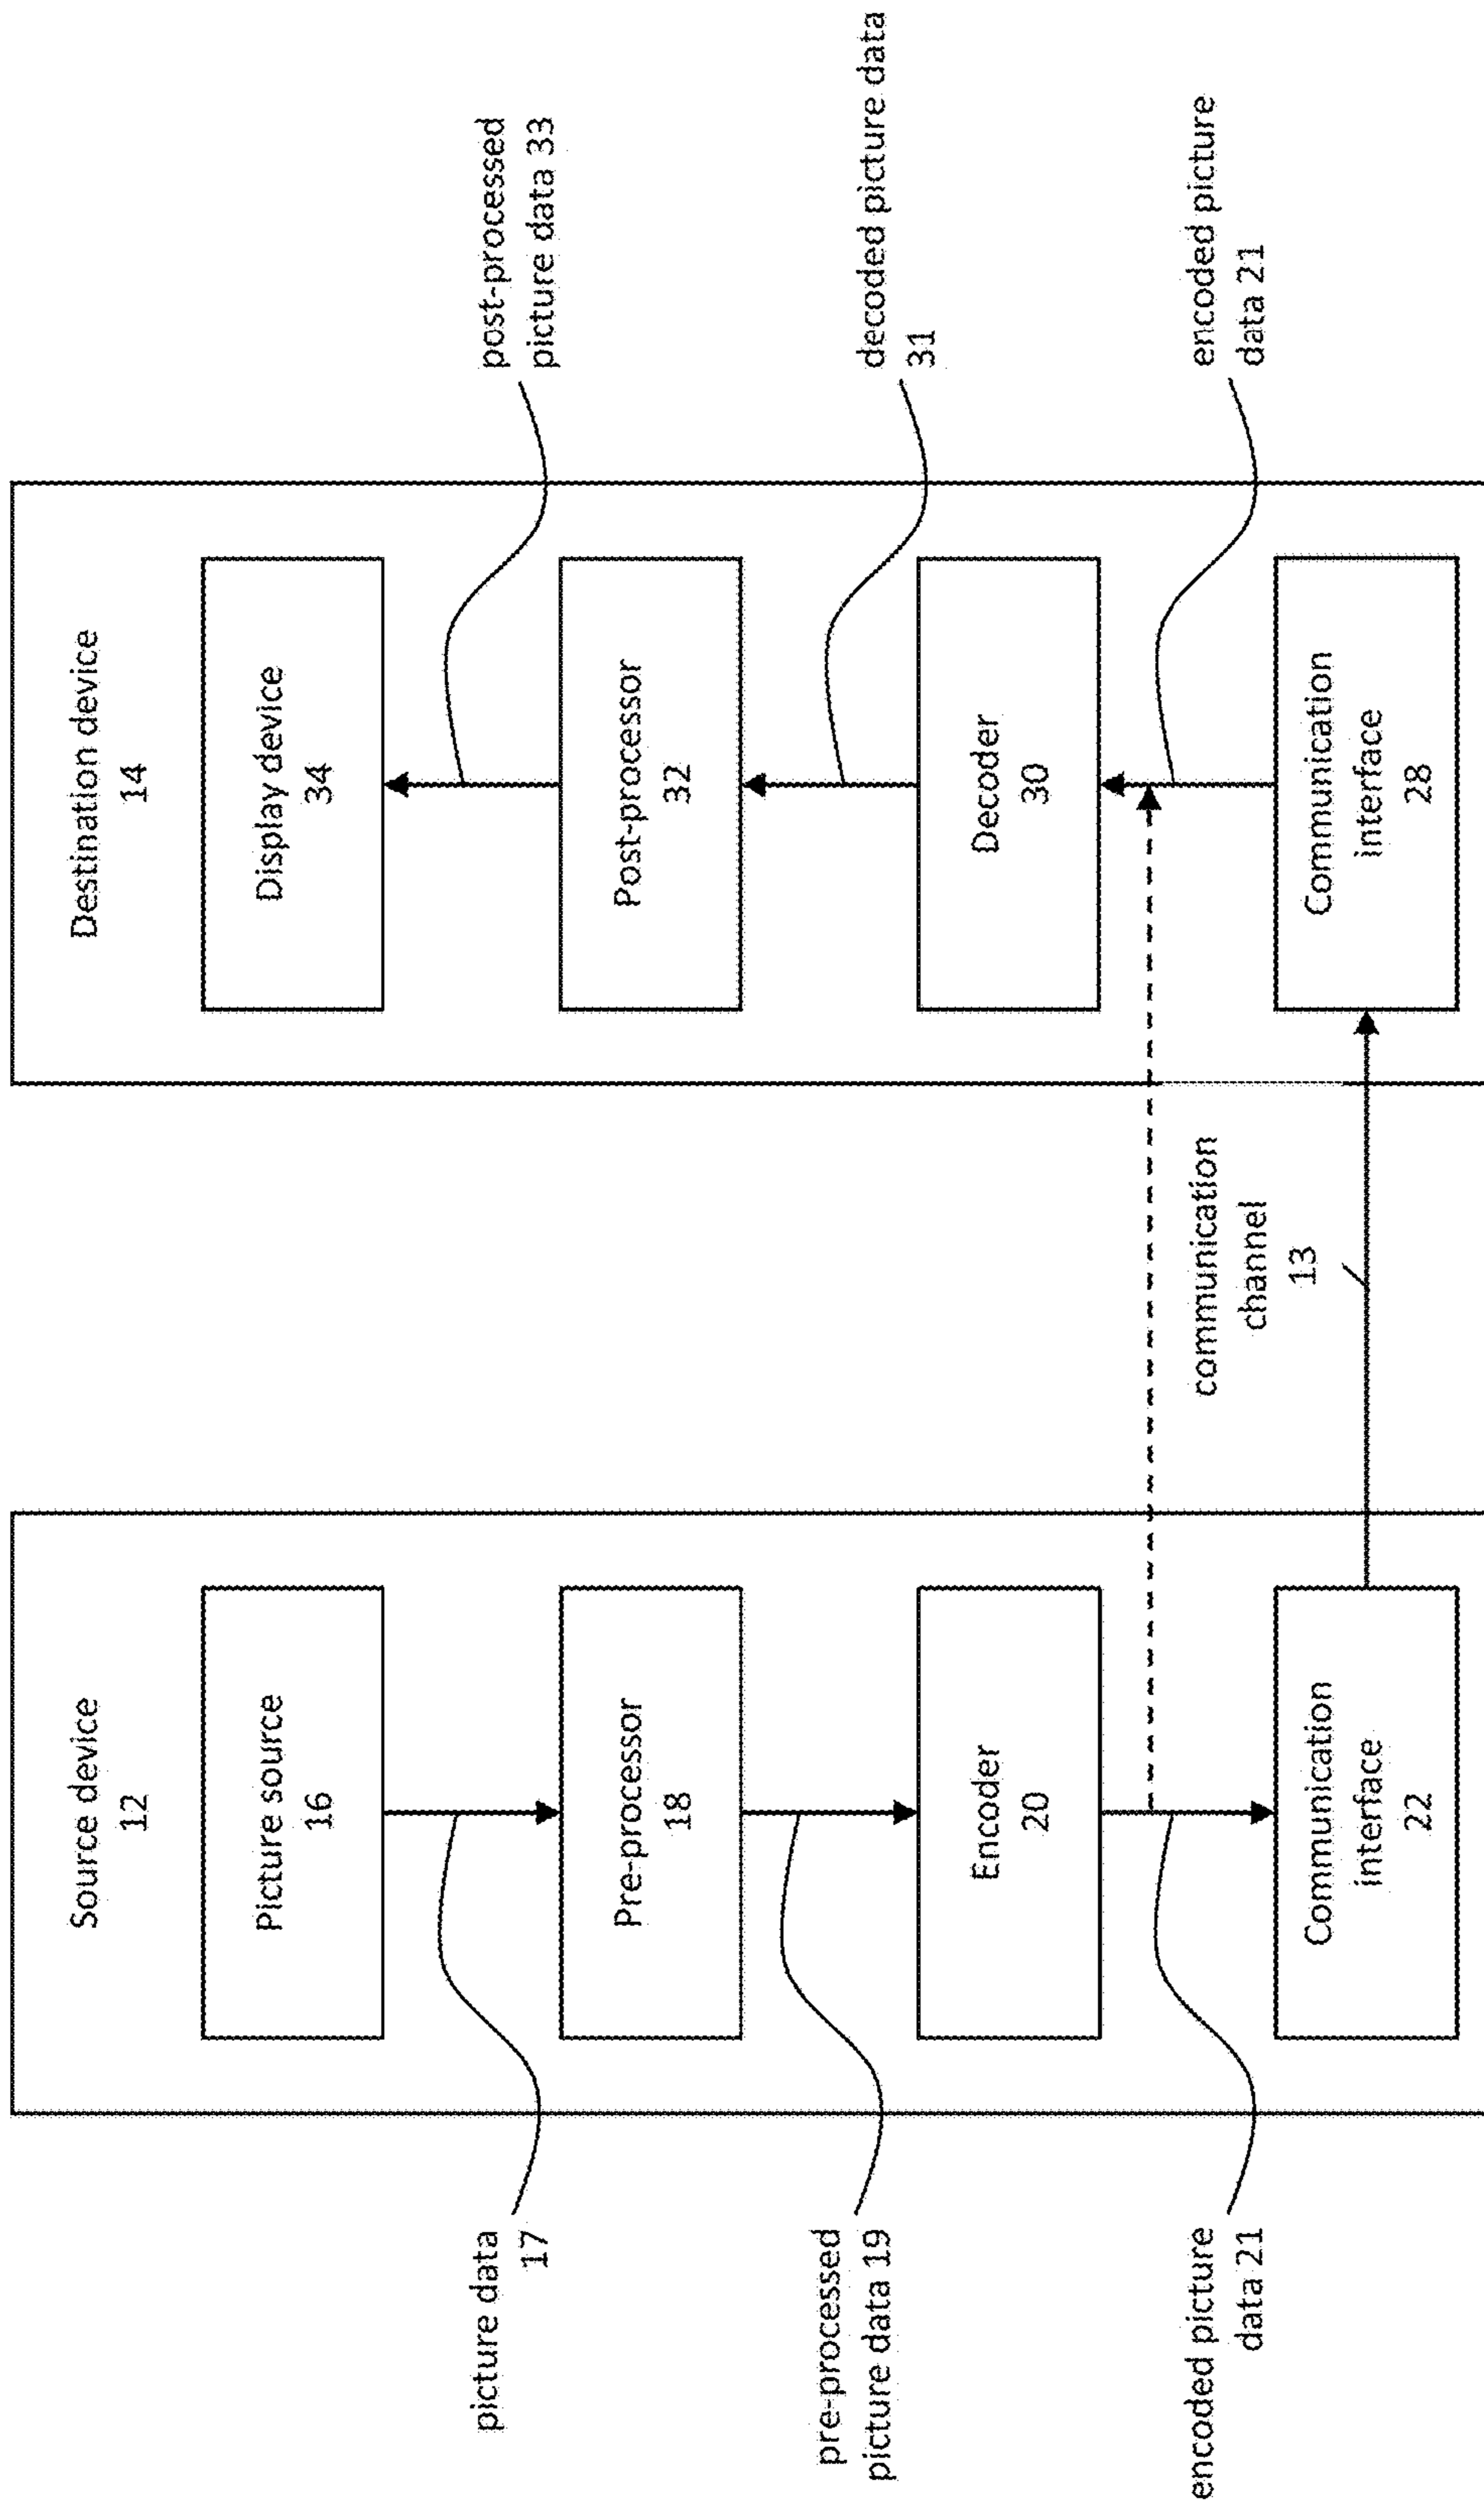 Source device
12
Picture source
16
picture data
17
Pre-processor
18
pre-processed
picture data 19
Encoder
20
encoded picture
data 21
Communication
interface
22
communication
channel
13
Destination device
14
Display device
34
post-processed
picture data 33
Post-processor
32
decoded picture data
31
Decoder
30
encoded picture
data 21
Communication
interface
28